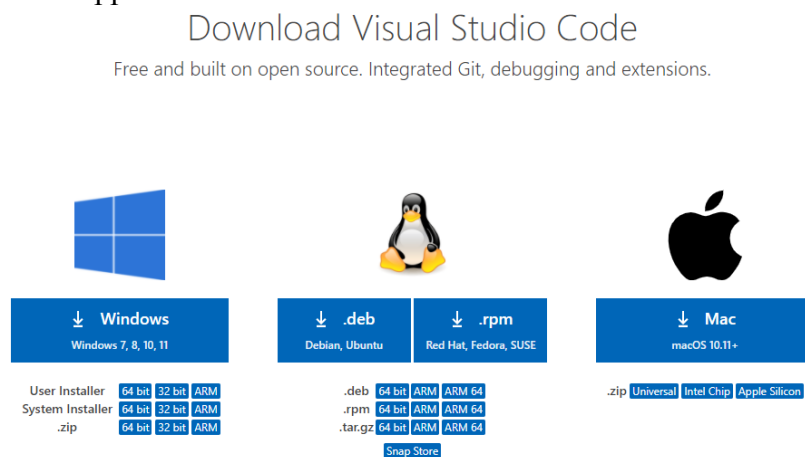 Download Visual Studio Code
Free and built on open source. Integrated Git, debugging and extensions.
Windows
Windows 7, 8, 10, 11
.deb
Debian, Ubuntu
.rpm
Red Hat, Fedora, SUSE
Mac
macOS 10.11+
User Installer 64 bit 32 bit ARM
System Installer 64 bit 32 bit ARM
.zip 64 bit 32 bit ARM
.deb 64 bit ARM ARM 64
.rpm 64 bit ARM ARM 64
.tar.gz 64 bit ARM ARM 64
Snap Store
.zip Universal Intel Chip Apple Silicon